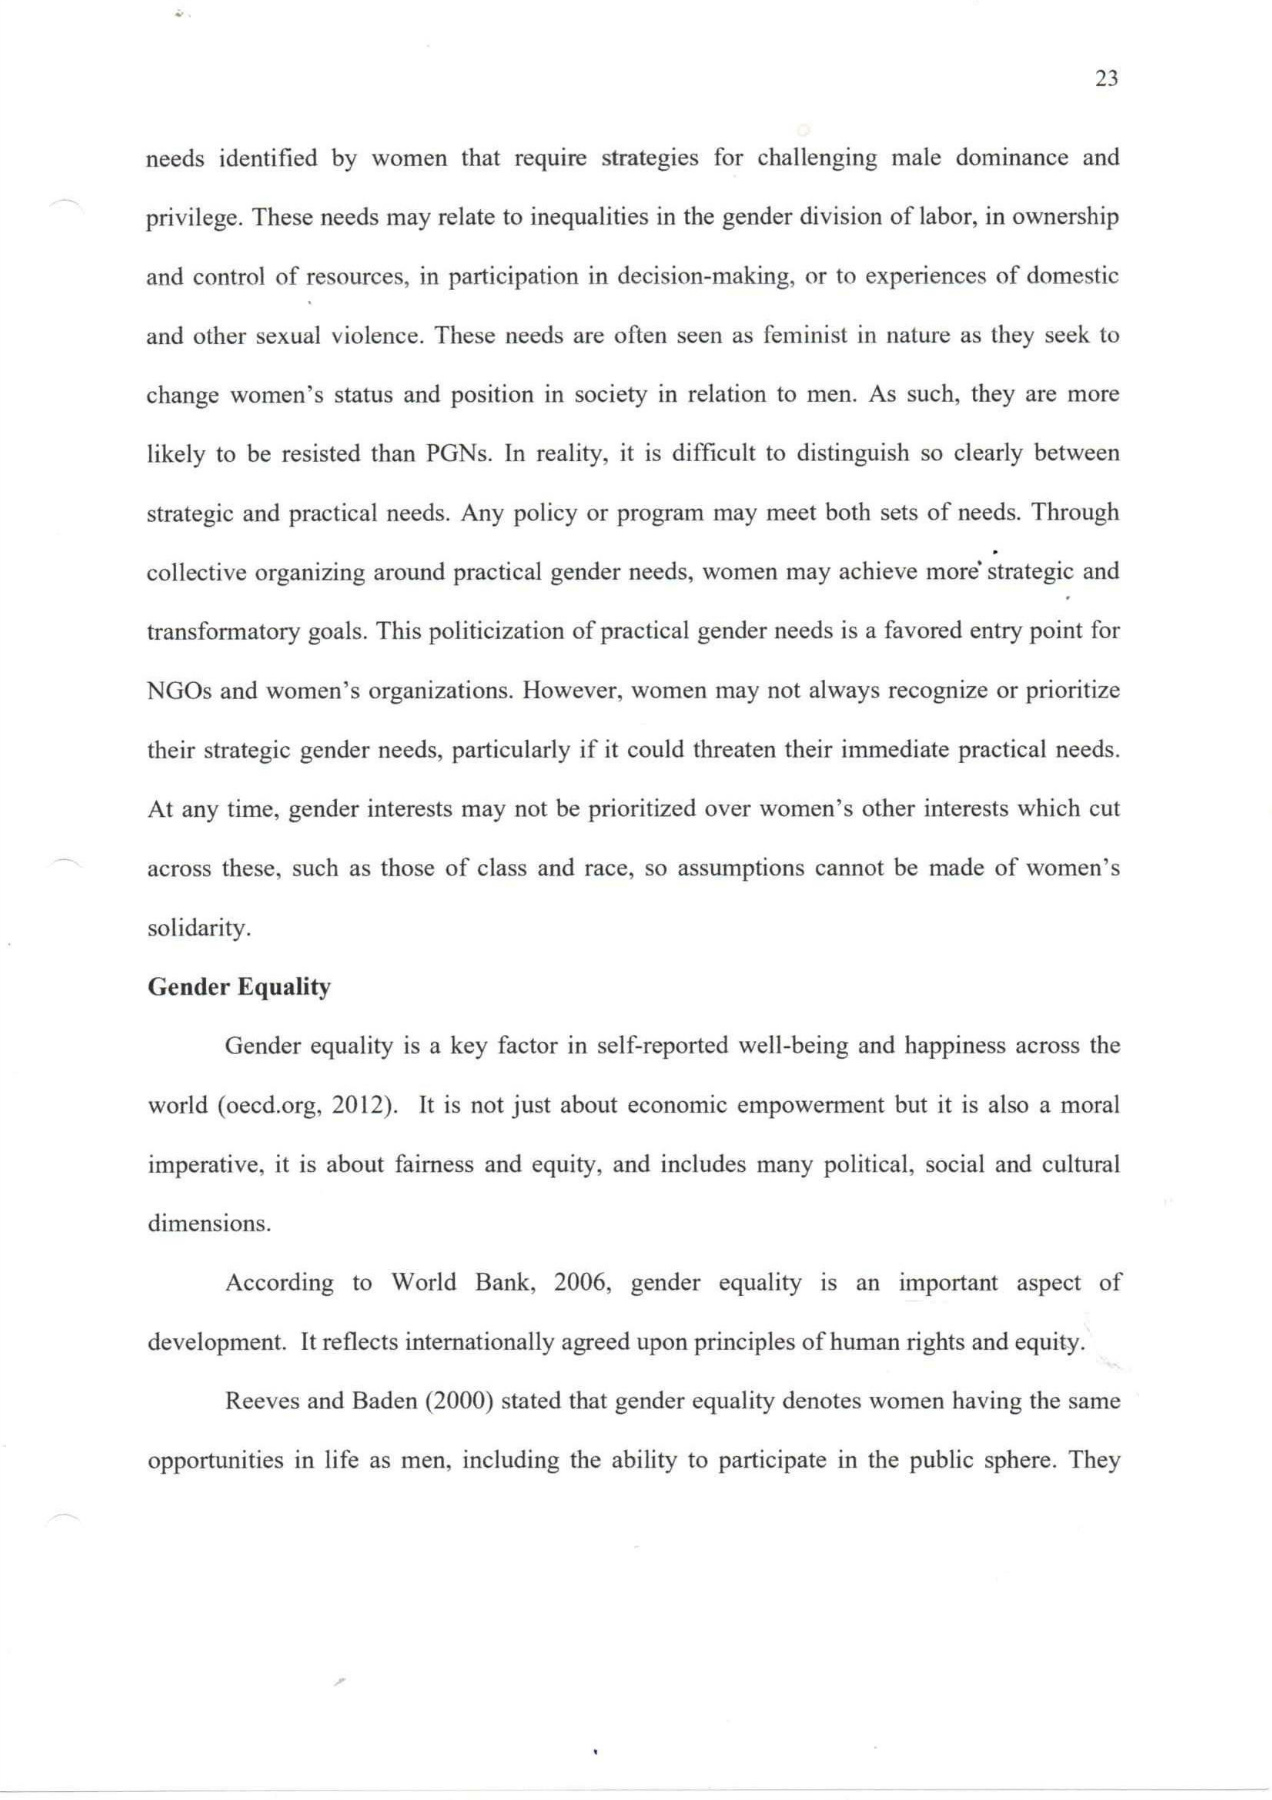 23
needs identified by women that require strategies for challenging male dominance and
privilege. These needs may relate to inequalities in the gender division of labor, in ownership
and control of resources, in participation in decision-making, or to experiences of domestic
and other sexual violence. These needs are often seen as feminist in nature as they seek to
change women's status and position in society in relation to men. As such, they are more
likely to be resisted than PGNs. In reality, it is difficult to distinguish so clearly between
strategic and practical needs. Any policy or program may meet both sets of needs. Through
collective organizing around practical gender needs, women may achieve more strategic and
transformatory goals. This politicization of practical gender needs is a favored entry point for
NGOs and women's organizations. However, women may not always recognize or prioritize
their strategic gender needs, particularly if it could threaten their immediate practical needs.
At any time, gender interests may not be prioritized over women's other interests which cut
across these, such as those of class and race, so assumptions cannot be made of women's
solidarity.
Gender Equality
Gender equality is a key factor in self-reported well-being and happiness across the
world (oecd.org, 2012). It is not just about economic empowerment but it is also a moral
imperative, it is about fairness and equity, and includes many political, social and cultural
dimensions.
According to World Bank, 2006, gender equality is an important aspect of
development. It reflects internationally agreed upon principles of human rights and equity.
Reeves and Baden (2000) stated that gender equality denotes women having the same
opportunities in life as men, including the ability to participate in the public sphere. They